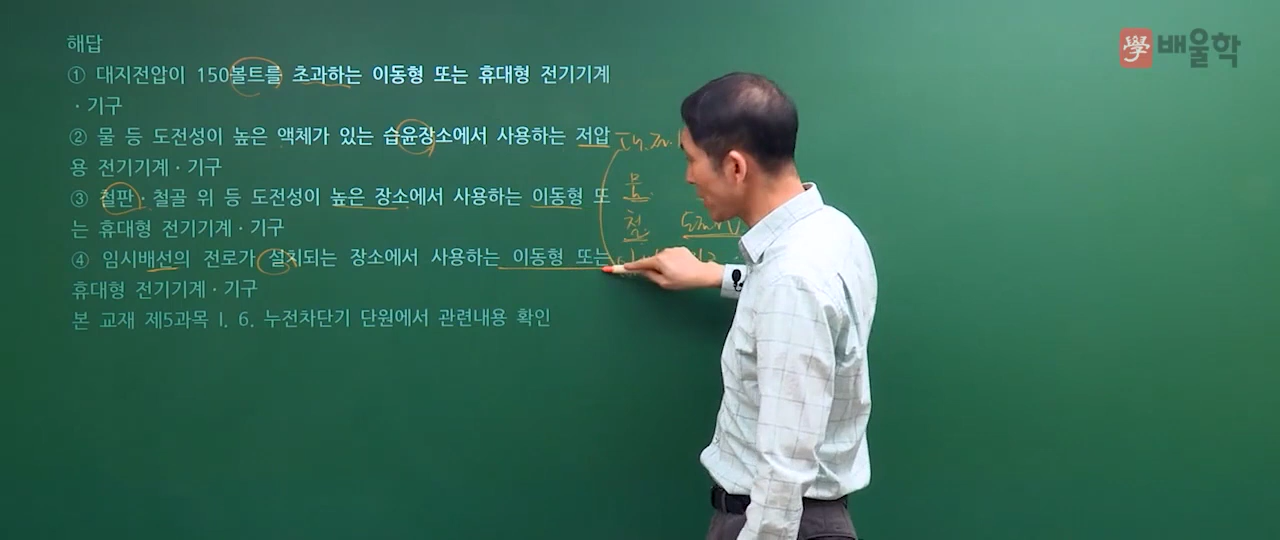 해답
① 대지전압이 150볼트를 초과하는 이동형 또는 휴대형 전기기계
· 기구
② 물 등 도전성이 높은 액체가 있는 습윤장소에서 사용하는 저압
용 전기기계 · 기구
③ 철판 · 철골 위 등 도전성이 높은 장소에서 사용하는 이동형 또
는 휴대형 전기기계 · 기구
④ 임시배선의 전로가 설치되는 장소에서 사용하는 이동형 또는
휴대형 전기기계 · 기구
본 교재 제5과목 I. 6. 누전차단기 단원에서 관련내용 확인
學 배울학
물
철